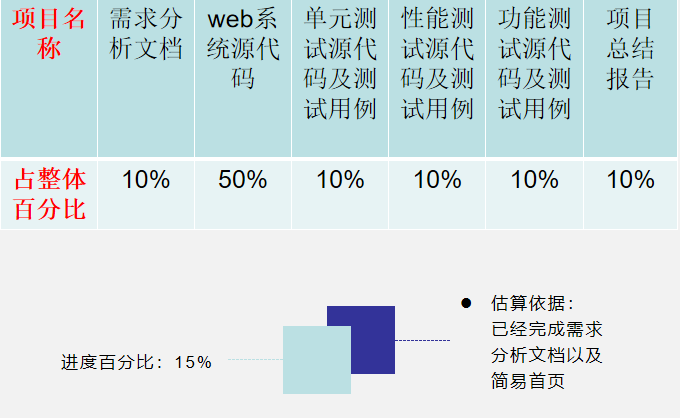 项目名称 需求分析文档 web系统源代码 单元测试源代码及测试用例 性能测试源代码及测试用例 功能测试源代码及测试用例 项目总结报告
占整体百分比 10% 50% 10% 10% 10% 10%
进度百分比：15%
● 估算依据：
已经完成需求
分析文档以及
简易首页